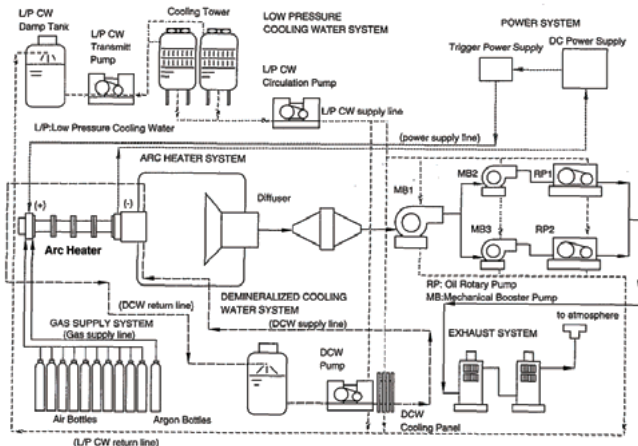 L/P CW
Damp Tank
L/P CW
Transmitt
Pump
Cooling Tower
LOW PRESSURE
COOLING WATER SYSTEM
L/P CW
Circulation Pump
L/P CW supply line
POWER SYSTEM
Trigger Power Supply
DC Power Supply
L/P:Low Pressure Cooling Water
(power supply line)
ARC HEATER SYSTEM
(+)
(-)
Arc Heater
Diffuser
MB1
MB2
RP1
MB3
RP2
RP: Oil Rotary Pump
MB:Mechanical Booster Pump
(DCW return line)
DEMINERALIZED COOLING
WATER SYSTEM
(DCW supply line)
GAS SUPPLY SYSTEM
(Gas supply line)
DCW
Pump
EXHAUST SYSTEM
to atmosphere
Air Bottles
Argon Bottles
DCW
Cooling Panel
(L/P CW return line)